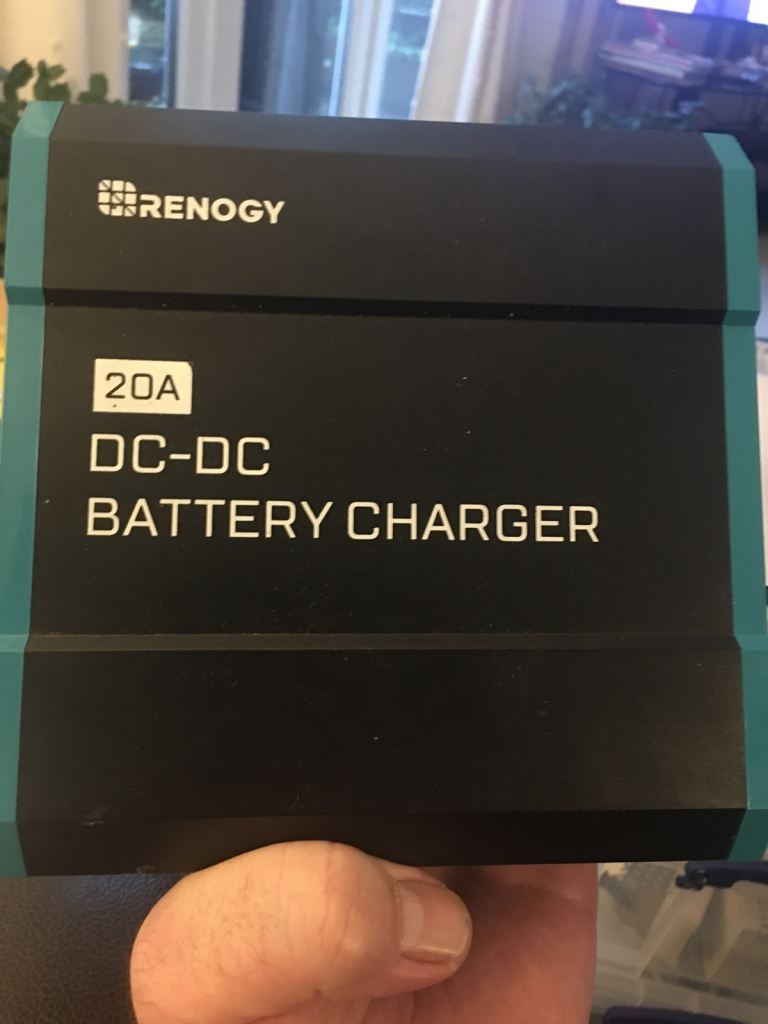 RENOGY
20A
DC-DC
BATTERY CHARGER